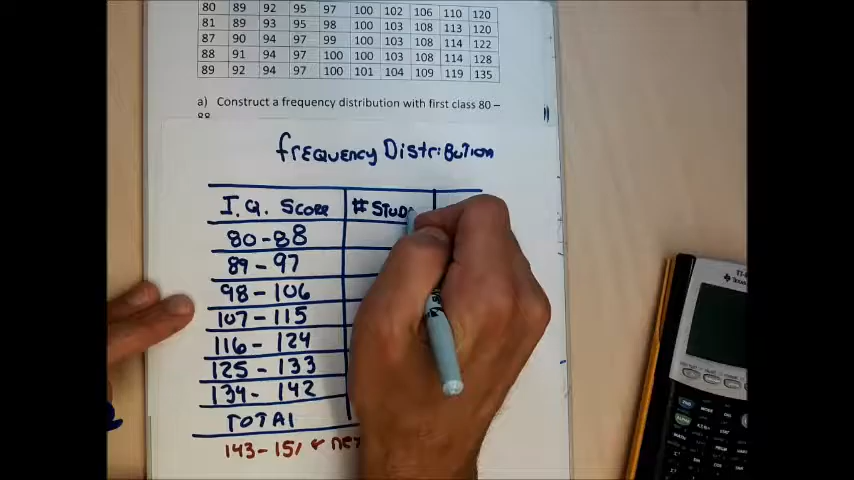 80 89 92 95 97 100 102 106 110 120
81 89 93 95 98 100 103 108 113 120
87 90 94 97 99 100 103 108 114 122
88 91 94 97 100 100 103 108 114 128
89 92 94 97 100 101 104 109 119 135
a) Construct a frequency distribution with first class 80 –
88
frequency Distribution
I.Q. Score # Stud
80-88
89-97
98-106
107-115
116-124
125-133
134-142
TOTAl
143-151